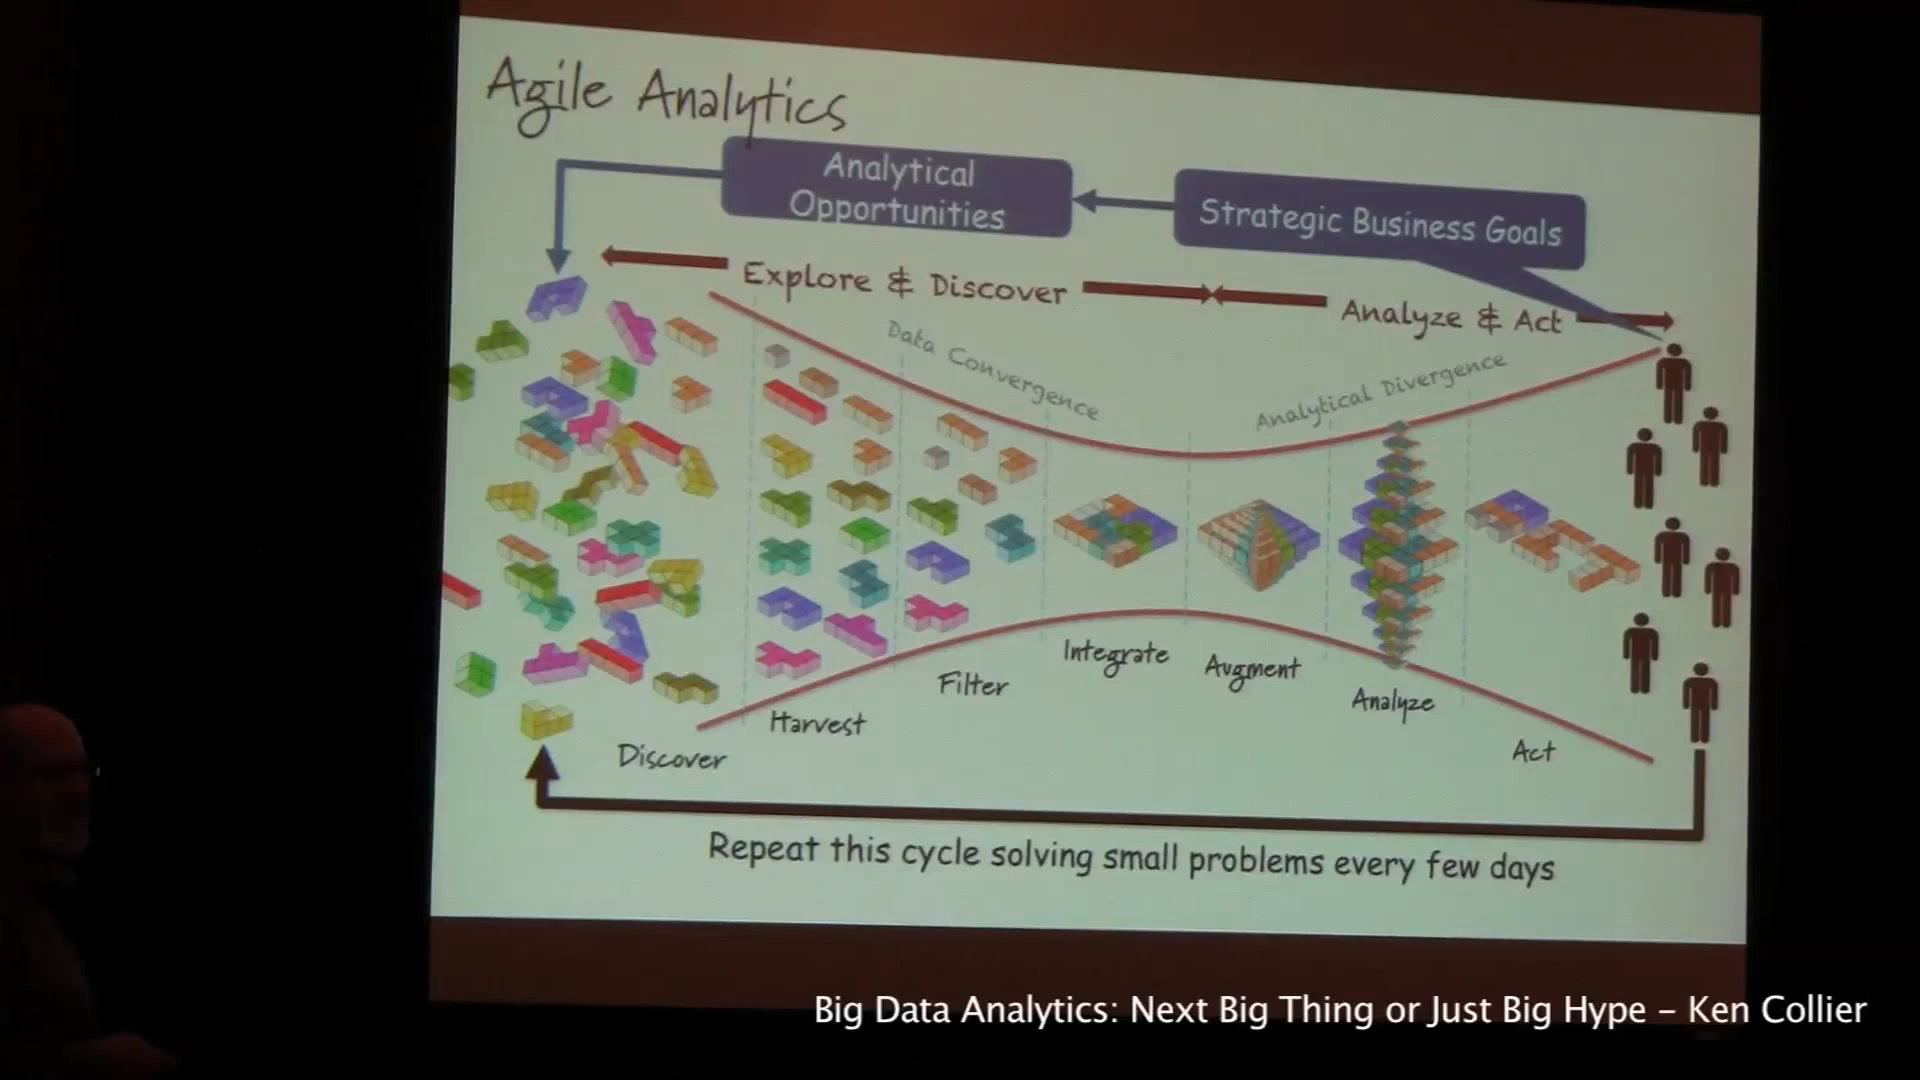 Agile Analytics
Analytical
Opportunities
Strategic Business Goals
Explore & Discover
Analyze & Act
Data Convergence
Analytical Divergence
Integrate
Augment
Filter
Analyze
Harvest
Discover
Act
Repeat this cycle solving small problems every few days
Big Data Analytics: Next Big Thing or Just Big Hype – Ken Collier